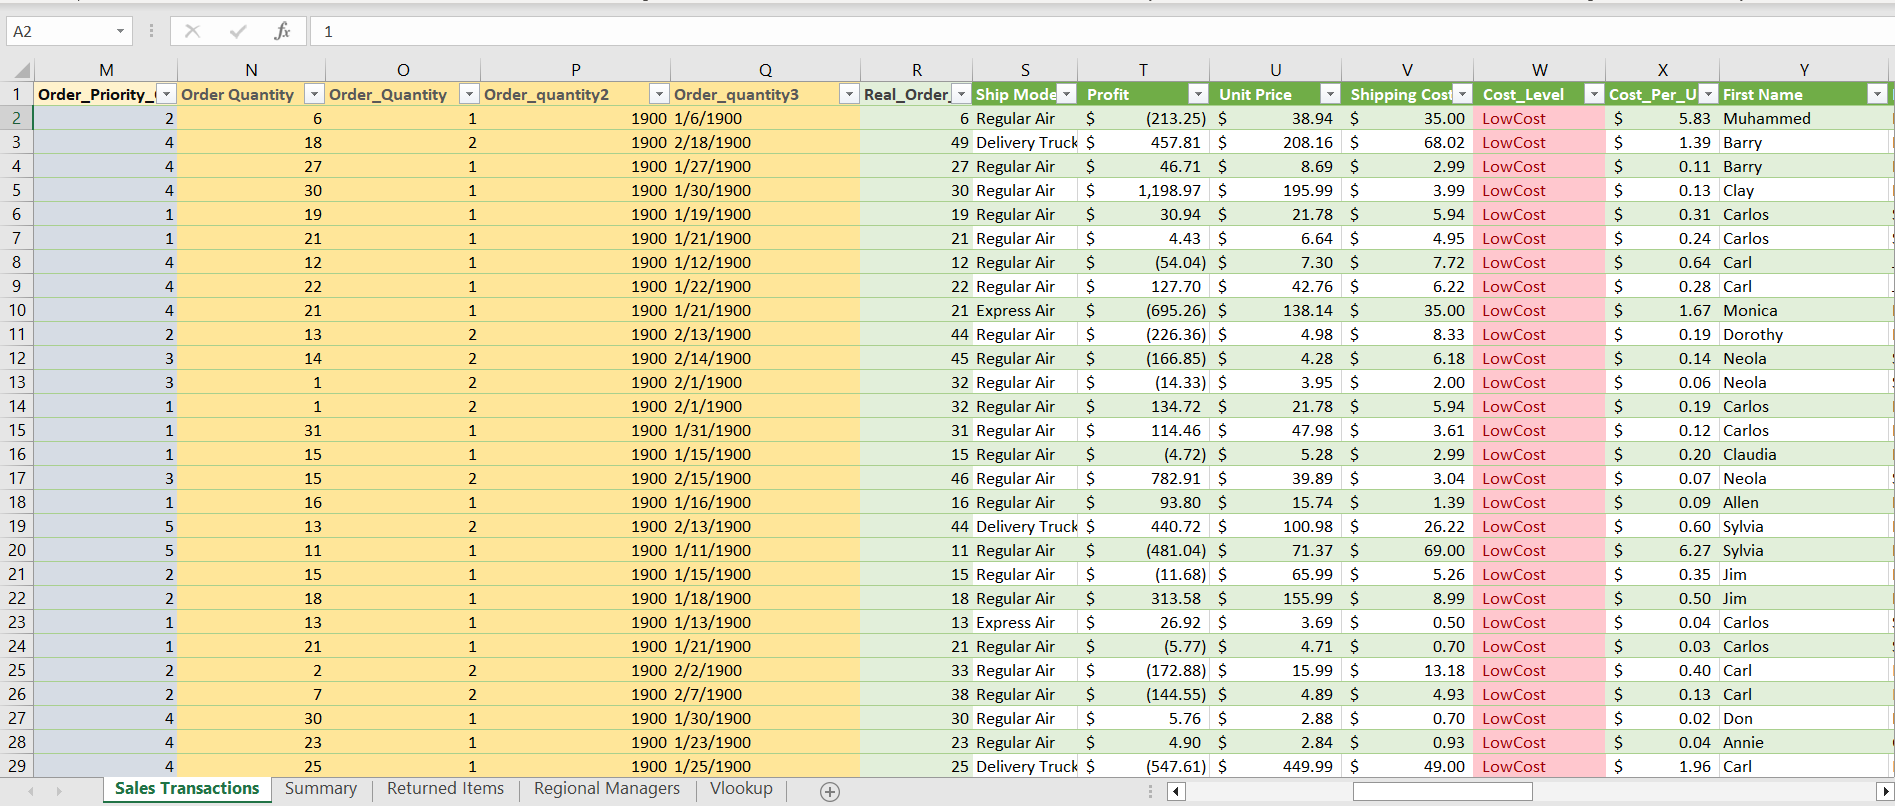 A2 fx 1
M N O P Q R S T U V W X Y
1 Order_Priority_ Order Quantity Order_Quantity Order_quantity2 Order_quantity3 Real_Order_ Ship Mode Profit Unit Price Shipping Cost Cost_Level Cost_Per_U First Name
2 2 6 1 1900 1/6/1900 6 Regular Air $ (213.25) $ 38.94 $ 35.00 LowCost $ 5.83 Muhammed
3 4 18 2 1900 2/18/1900 49 Delivery Truck $ 457.81 $ 208.16 $ 68.02 LowCost $ 1.39 Barry
4 4 27 1 1900 1/27/1900 27 Regular Air $ 46.71 $ 8.69 $ 2.99 LowCost $ 0.11 Barry
5 4 30 1 1900 1/30/1900 30 Regular Air $ 1,198.97 $ 195.99 $ 3.99 LowCost $ 0.13 Clay
6 1 19 1 1900 1/19/1900 19 Regular Air $ 30.94 $ 21.78 $ 5.94 LowCost $ 0.31 Carlos
7 1 21 1 1900 1/21/1900 21 Regular Air $ 4.43 $ 6.64 $ 4.95 LowCost $ 0.24 Carlos
8 4 12 1 1900 1/12/1900 12 Regular Air $ (54.04) $ 7.30 $ 7.72 LowCost $ 0.64 Carl
9 4 22 1 1900 1/22/1900 22 Regular Air $ 127.70 $ 42.76 $ 6.22 LowCost $ 0.28 Carl
10 4 21 1 1900 1/21/1900 21 Express Air $ (695.26) $ 138.14 $ 35.00 LowCost $ 1.67 Monica
11 2 13 2 1900 2/13/1900 44 Regular Air $ (226.36) $ 4.98 $ 8.33 LowCost $ 0.19 Dorothy
12 3 14 2 1900 2/14/1900 45 Regular Air $ (166.85) $ 4.28 $ 6.18 LowCost $ 0.14 Neola
13 3 1 2 1900 2/1/1900 32 Regular Air $ (14.33) $ 3.95 $ 2.00 LowCost $ 0.06 Neola
14 1 1 2 1900 2/1/1900 32 Regular Air $ 134.72 $ 21.78 $ 5.94 LowCost $ 0.19 Carlos
15 1 31 1 1900 1/31/1900 31 Regular Air $ 114.46 $ 47.98 $ 3.61 LowCost $ 0.12 Carlos
16 1 15 1 1900 1/15/1900 15 Regular Air $ (4.72) $ 5.28 $ 2.99 LowCost $ 0.20 Claudia
17 3 15 2 1900 2/15/1900 46 Regular Air $ 782.91 $ 39.89 $ 3.04 LowCost $ 0.07 Neola
18 1 16 1 1900 1/16/1900 16 Regular Air $ 93.80 $ 15.74 $ 1.39 LowCost $ 0.09 Allen
19 5 13 2 1900 2/13/1900 44 Delivery Truck $ 440.72 $ 100.98 $ 26.22 LowCost $ 0.60 Sylvia
20 5 11 1 1900 1/11/1900 11 Regular Air $ (481.04) $ 71.37 $ 69.00 LowCost $ 6.27 Sylvia
21 2 15 1 1900 1/15/1900 15 Regular Air $ (11.68) $ 65.99 $ 5.26 LowCost $ 0.35 Jim
22 2 18 1 1900 1/18/1900 18 Regular Air $ 313.58 $ 155.99 $ 8.99 LowCost $ 0.50 Jim
23 1 13 1 1900 1/13/1900 13 Express Air $ 26.92 $ 3.69 $ 0.50 LowCost $ 0.04 Carlos
24 1 21 1 1900 1/21/1900 21 Regular Air $ (5.77) $ 4.71 $ 0.70 LowCost $ 0.03 Carlos
25 2 2 2 1900 2/2/1900 33 Regular Air $ (172.88) $ 15.99 $ 13.18 LowCost $ 0.40 Carl
26 2 7 2 1900 2/7/1900 38 Regular Air $ (144.55) $ 4.89 $ 4.93 LowCost $ 0.13 Carl
27 4 30 1 1900 1/30/1900 30 Regular Air $ 5.76 $ 2.88 $ 0.70 LowCost $ 0.02 Don
28 4 23 1 1900 1/23/1900 23 Regular Air $ 4.90 $ 2.84 $ 0.93 LowCost $ 0.04 Annie
29 4 25 1 1900 1/25/1900 25 Delivery Truck $ (547.61) $ 449.99 $ 49.00 LowCost $ 1.96 Carl
Sales Transactions Summary Returned Items Regional Managers Vlookup